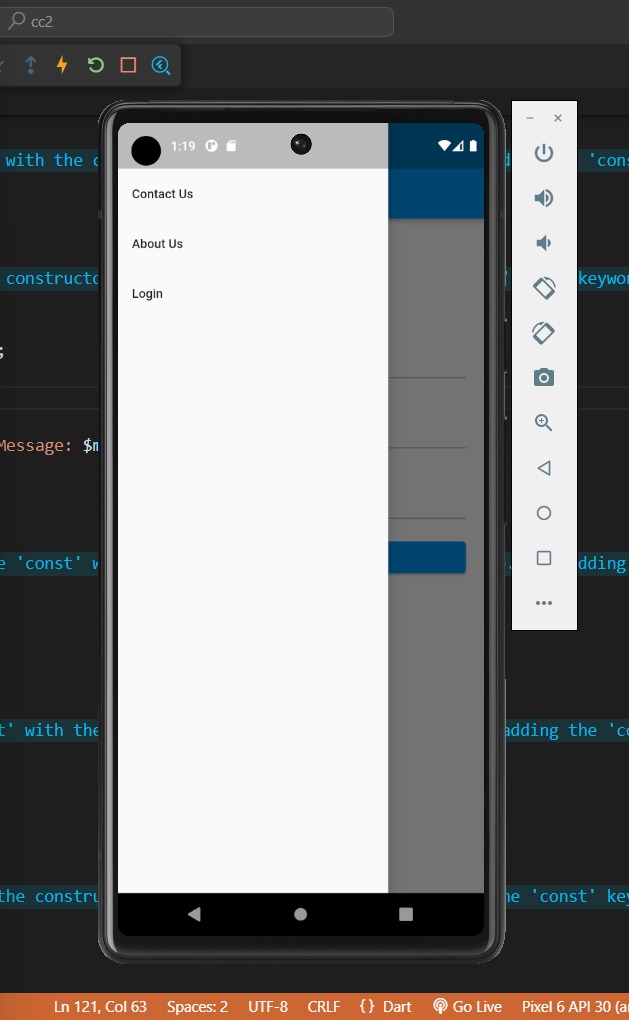 cc2
1:19
with the
'cons
Contact Us
About Us
constructo
keywor
Login
;
Message: $m
e 'const' w
adding
t' with the
adding the 'co
the constru
he 'const' key
Ln 121, Col 63 Spaces: 2 UTF-8 CRLF {} Dart Go Live Pixel 6 API 30 (an